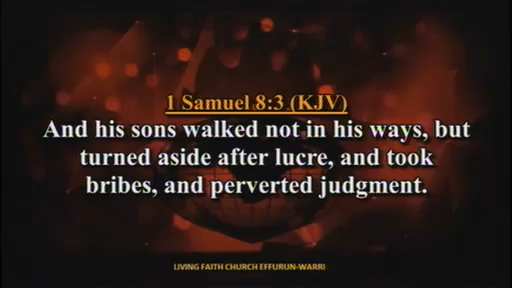 1 Samuel 8:3 (KJV)
And his sons walked not in his ways, but
turned aside after lucre, and took
bribes, and perverted judgment.
LIVING FAITH CHURCH EFFURUN-WARRI